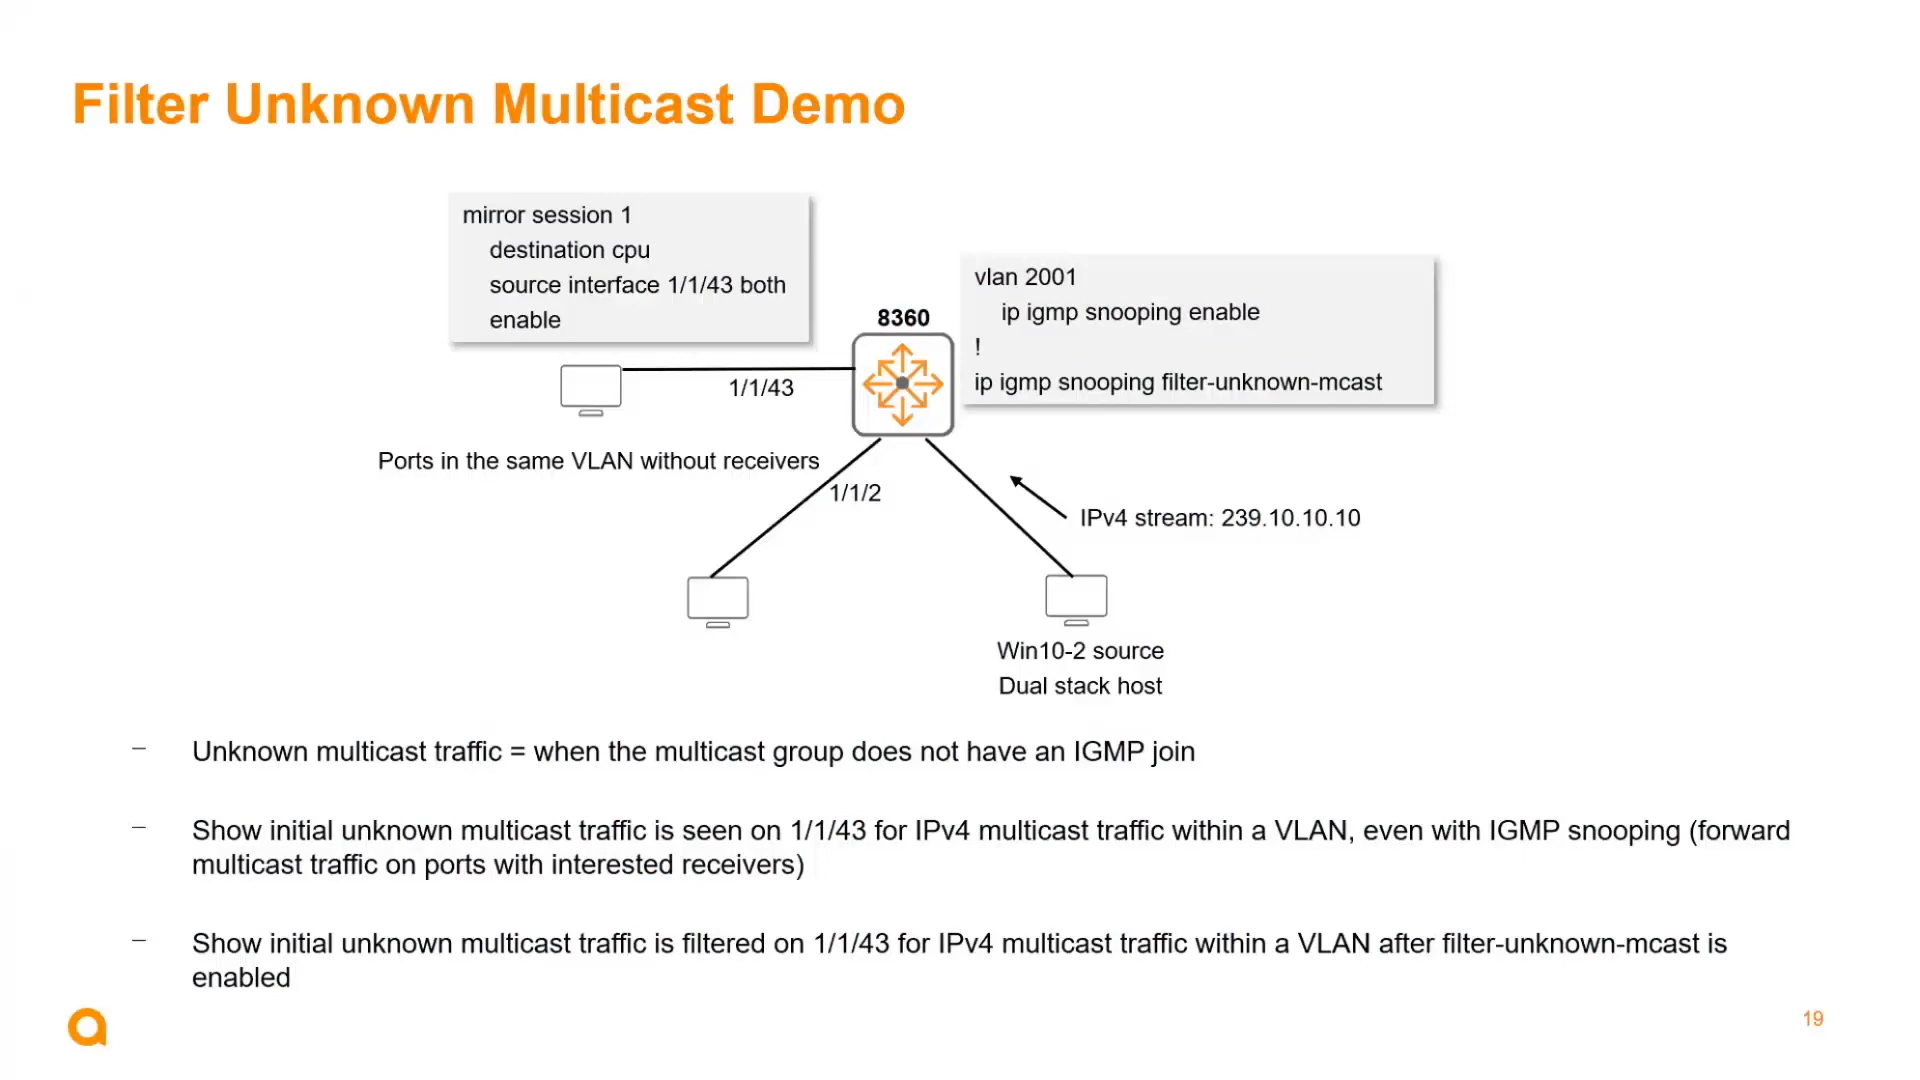 Filter Unknown Multicast Demo
mirror session 1
destination cpu
source interface 1/1/43 both
enable
8360
vlan 2001
ip igmp snooping enable
!
ip igmp snooping filter-unknown-mcast
1/1/43
Ports in the same VLAN without receivers
1/1/2
IPv4 stream: 239.10.10.10
Win10-2 source
Dual stack host
– Unknown multicast traffic = when the multicast group does not have an IGMP join
– Show initial unknown multicast traffic is seen on 1/1/43 for IPv4 multicast traffic within a VLAN, even with IGMP snooping (forward
multicast traffic on ports with interested receivers)
– Show initial unknown multicast traffic is filtered on 1/1/43 for IPv4 multicast traffic within a VLAN after filter-unknown-mcast is
enabled
19